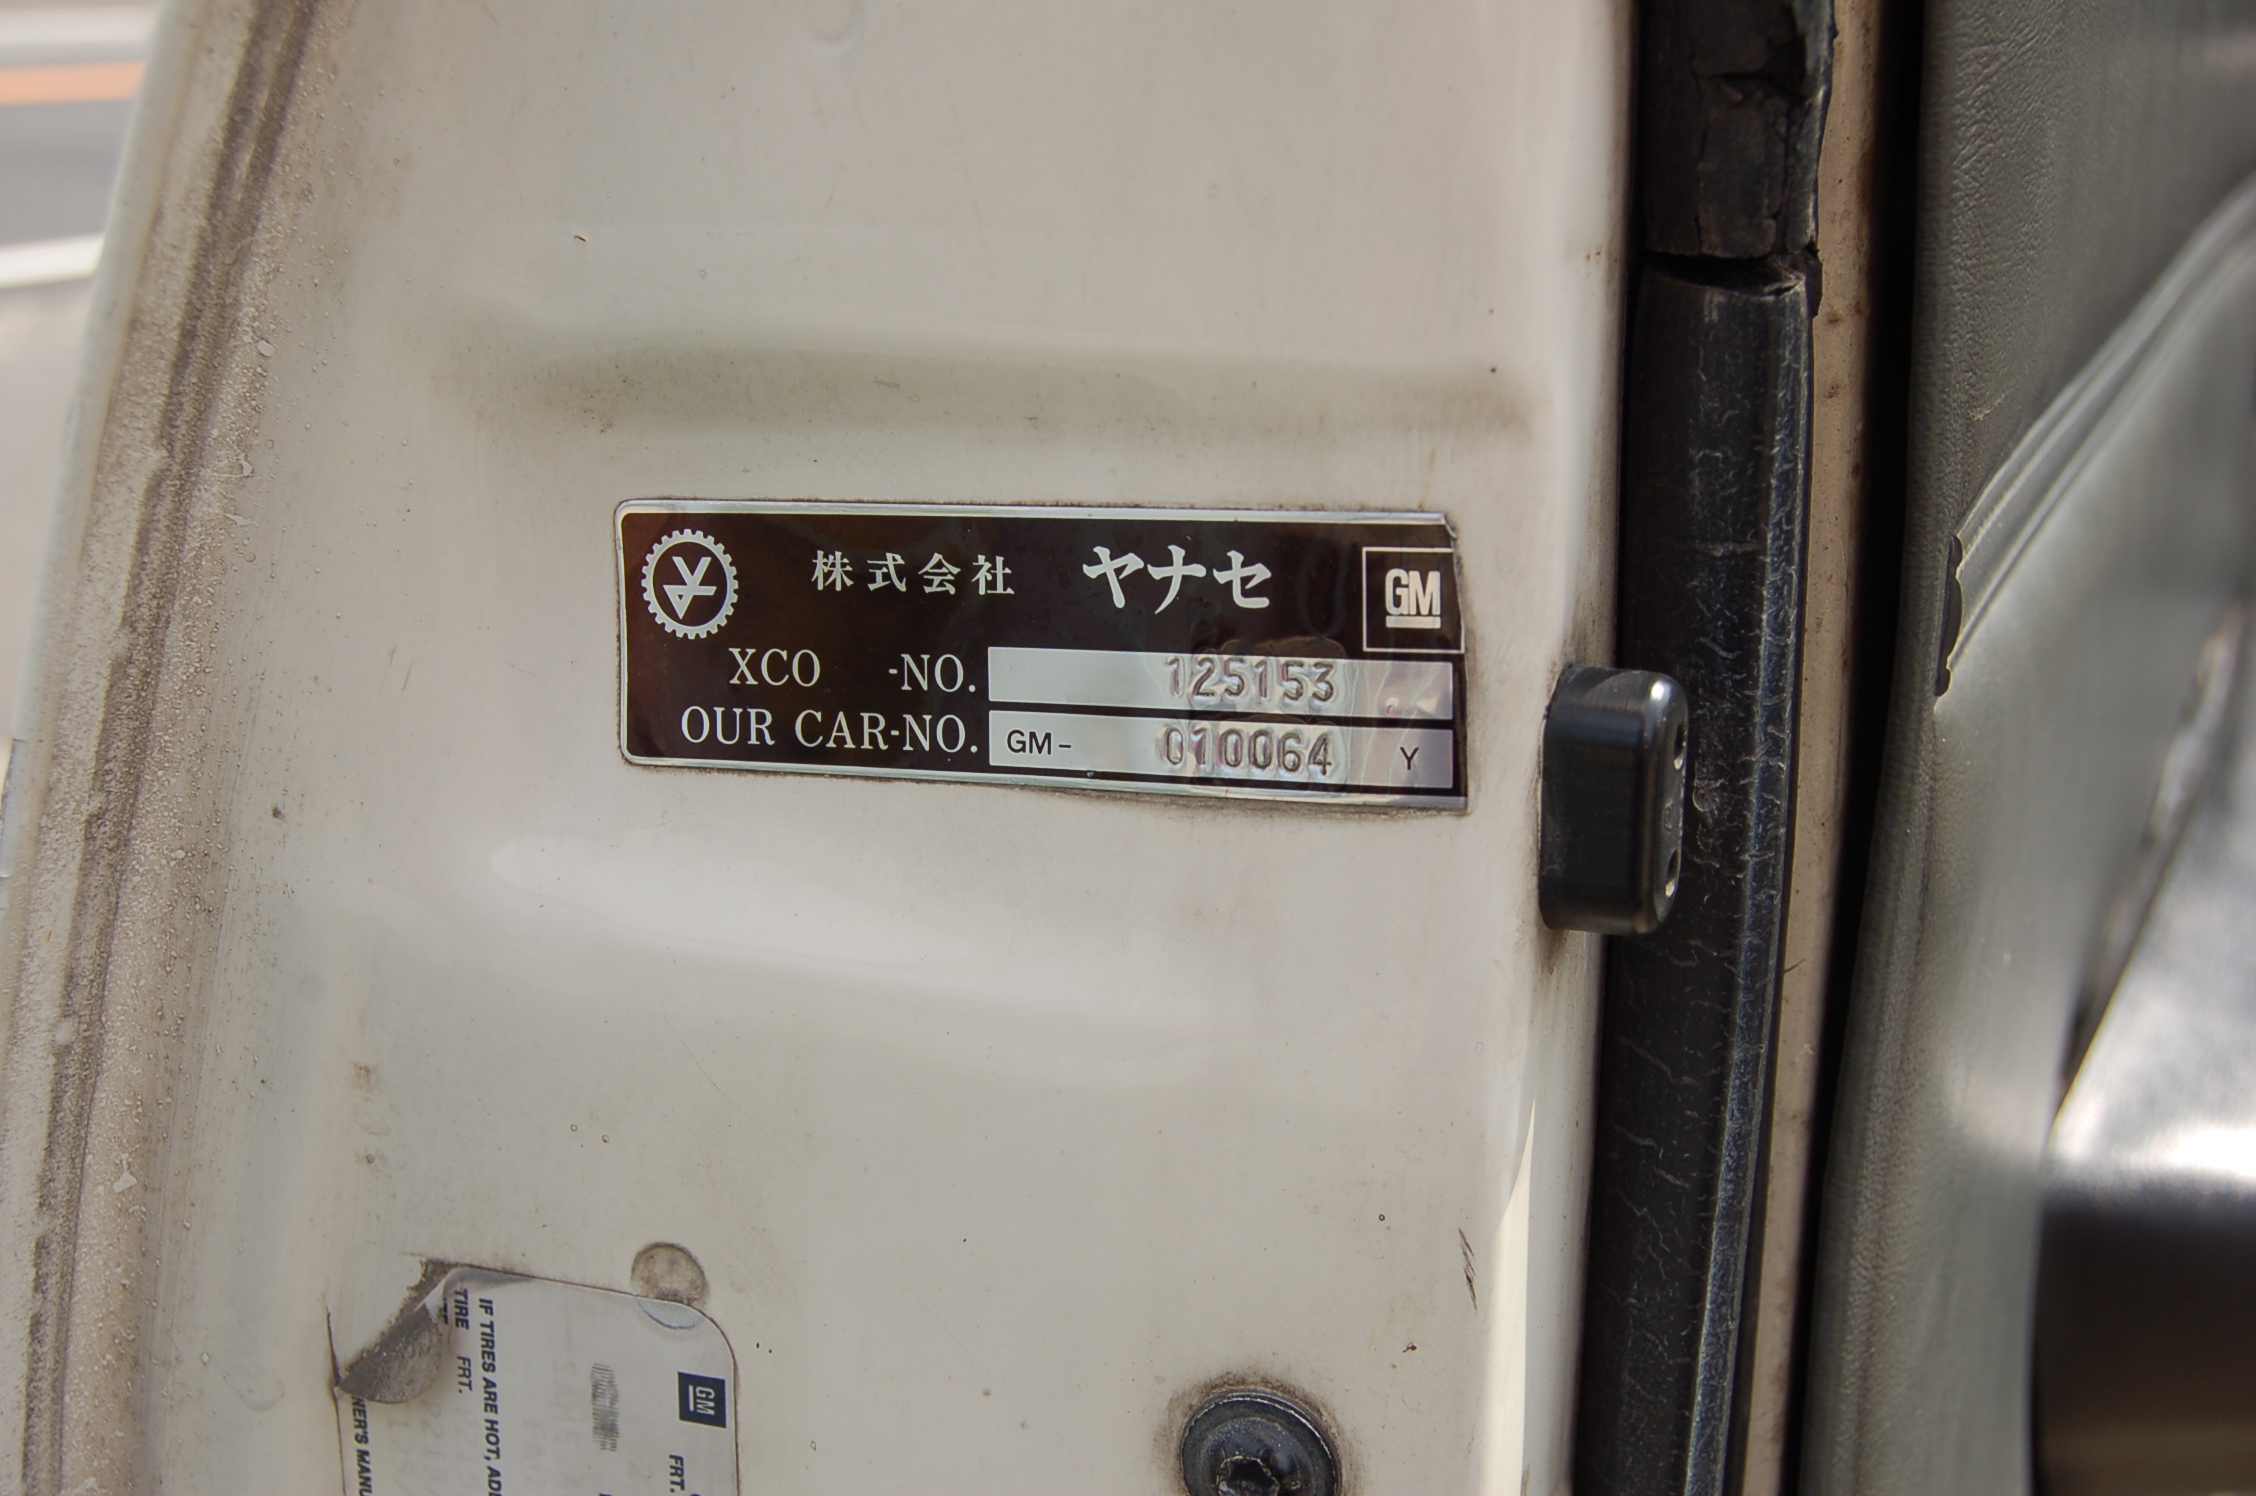 株式会社 ヤナセ GM
XCO -NO. 125153
OUR CAR-NO. GM- 010064 Y
IF TIRES ARE HOT, ADD
TIRE FRT.
GM
FRT.